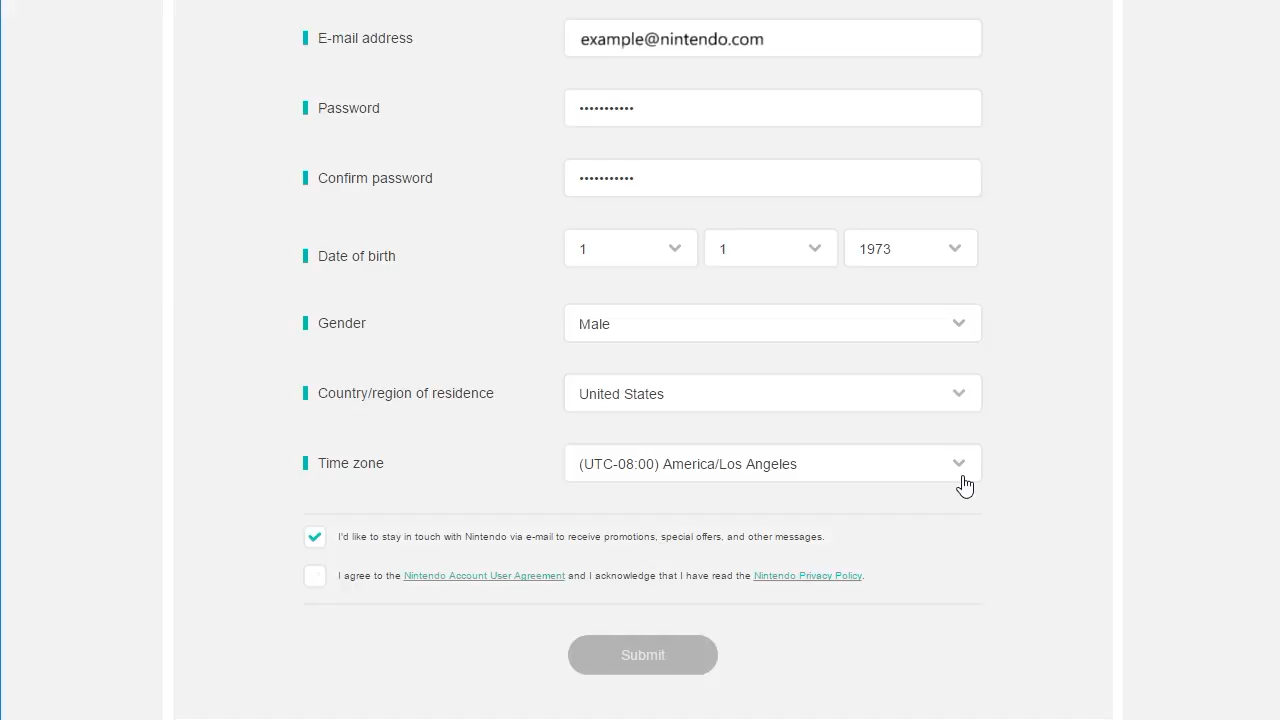 E-mail address
example@nintendo.com
Password
•••••••••••
Confirm password
•••••••••••
Date of birth
1 1 1973
Gender
Male
Country/region of residence
United States
Time zone
(UTC-08:00) America/Los Angeles
I'd like to stay in touch with Nintendo via e-mail to receive promotions, special offers, and other messages.
I agree to the Nintendo Account User Agreement and I acknowledge that I have read the Nintendo Privacy Policy.
Submit